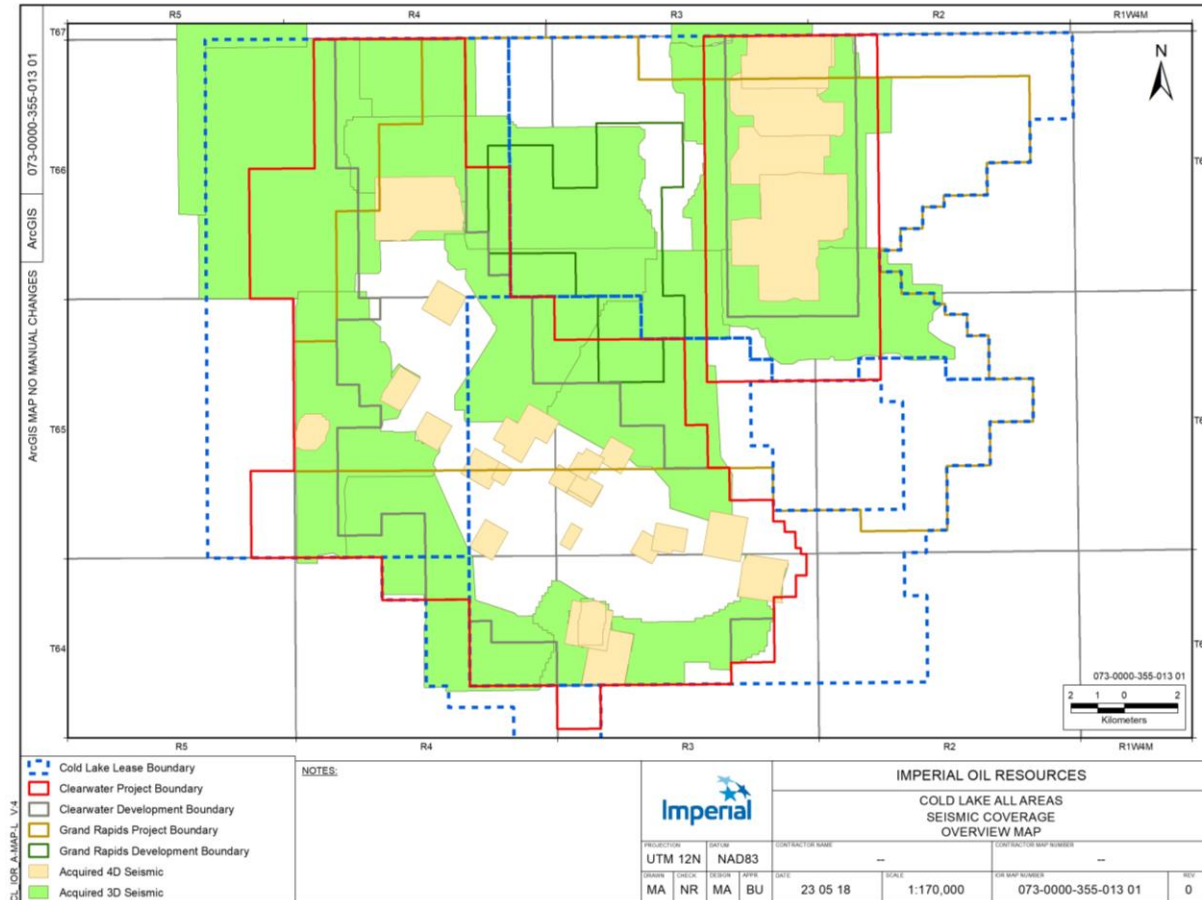 R5 R4 R3 R2 R1W4M
T67
T66
T65
T64
T6
T6
T6
N
073-0000-355-013 01
ArcGIS
ArcGIS MAP NO MANUAL CHANGES
073-0000-355-013 01
2 1 0 2
Kilometers
R5 R4 R3 R2 R1W4M
Cold Lake Lease Boundary
Clearwater Project Boundary
Clearwater Development Boundary
Grand Rapids Project Boundary
Grand Rapids Development Boundary
Acquired 4D Seismic
Acquired 3D Seismic
NOTES:
Imperial
IMPERIAL OIL RESOURCES
COLD LAKE ALL AREAS
SEISMIC COVERAGE
OVERVIEW MAP
PROJECTION DATUM CONTRACTOR NAME CONTRACTOR MAP NUMBER
UTM 12N NAD83 -- --
DRAWN CHECK DESIGN APPR. DATE SCALE IOR MAP NUMBER REV
MA NR MA BU 23 05 18 1:170,000 073-0000-355-013 01 0